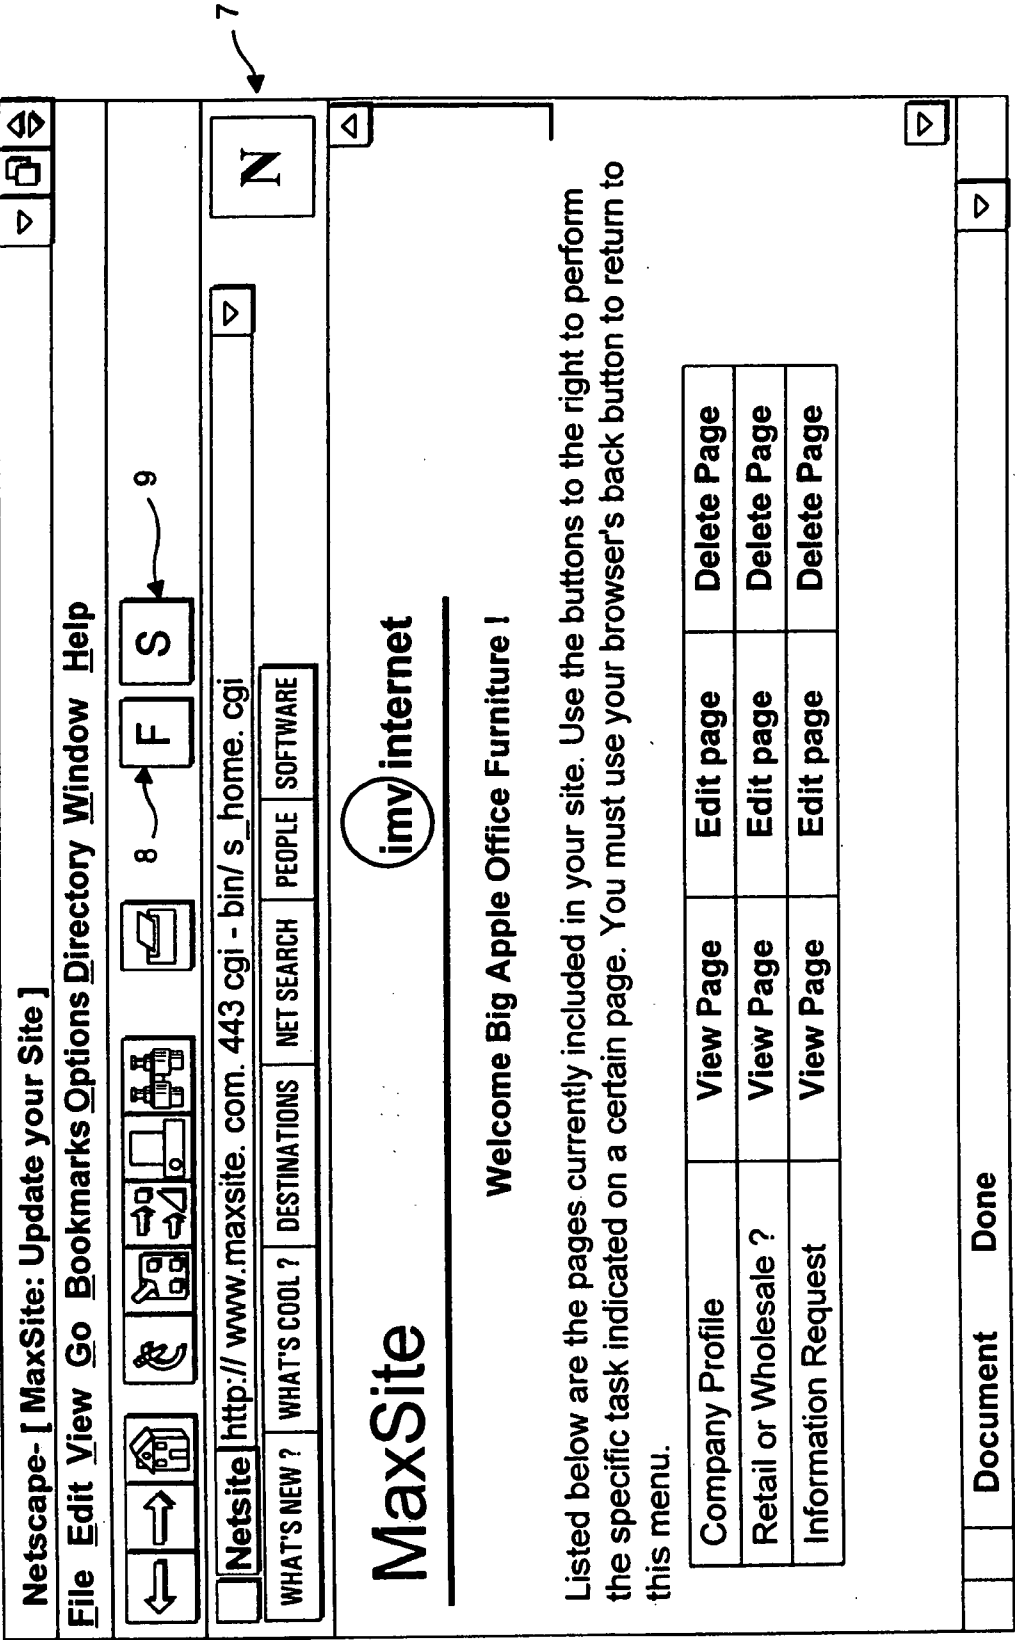 Netscape- [ MaxSite: Update your Site ]
File Edit View Go Bookmarks Options Directory Window Help
8 F S 9
Netsite http:// www.maxsite. com. 443 cgi - bin/ s_home. cgi
N 7
WHAT'S NEW ? WHAT'S COOL ? DESTINATIONS NET SEARCH PEOPLE SOFTWARE
MaxSite imv internet
Welcome Big Apple Office Furniture !
Listed below are the pages currently included in your site. Use the buttons to the right to perform
the specific task indicated on a certain page. You must use your browser's back button to return to
this menu.
Company Profile View Page Edit page Delete Page
Retail or Wholesale ? View Page Edit page Delete Page
Information Request View Page Edit page Delete Page
Document Done